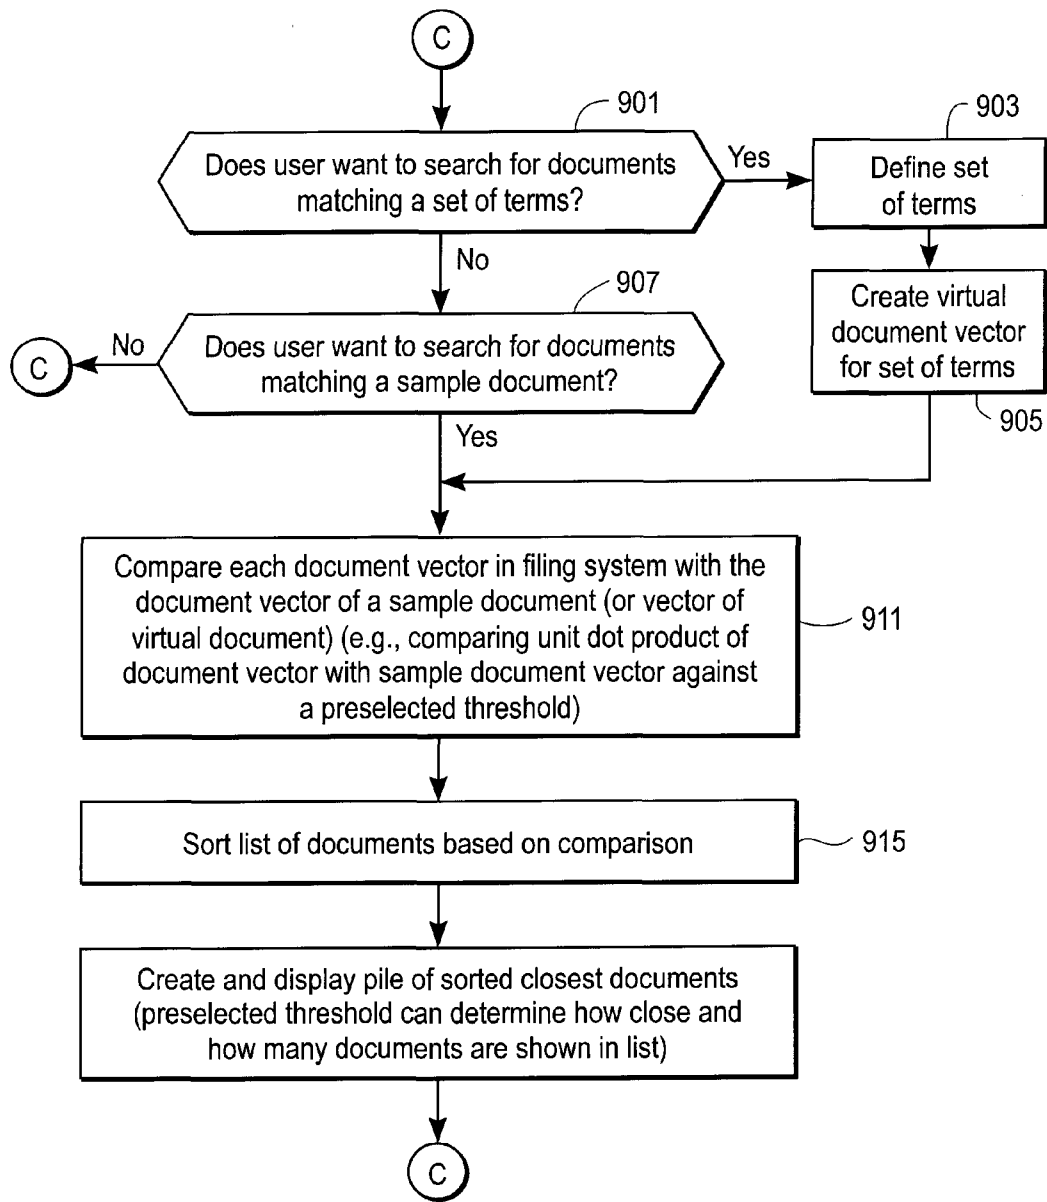 C
901
Does user want to search for documents
matching a set of terms?
Yes
903
Define set
of terms
No
907
Does user want to search for documents
matching a sample document?
No
C
Create virtual
document vector
for set of terms
905
Yes
Compare each document vector in filing system with the
document vector of a sample document (or vector of
virtual document) (e.g., comparing unit dot product of
document vector with sample document vector against
a preselected threshold)
911
Sort list of documents based on comparison
915
Create and display pile of sorted closest documents
(preselected threshold can determine how close and
how many documents are shown in list)
C